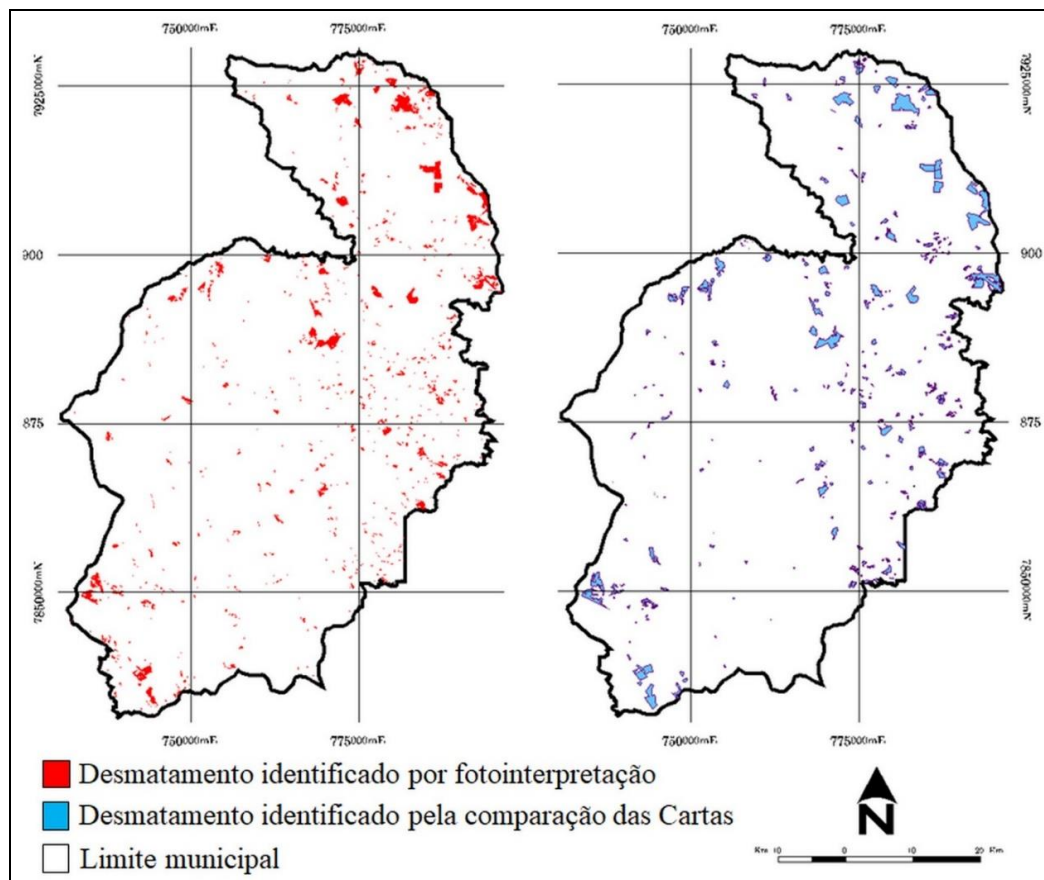 750000mE 775000mE 750000mE 775000mE
7925000mN 7925000mN
900 900
875 875
7850000mN 7850000mN
750000mE 775000mE 750000mE 775000mE
Desmatamento identificado por fotointerpretação
Desmatamento identificado pela comparação das Cartas
Limite municipal
N
Km 10 0 10 20 Km